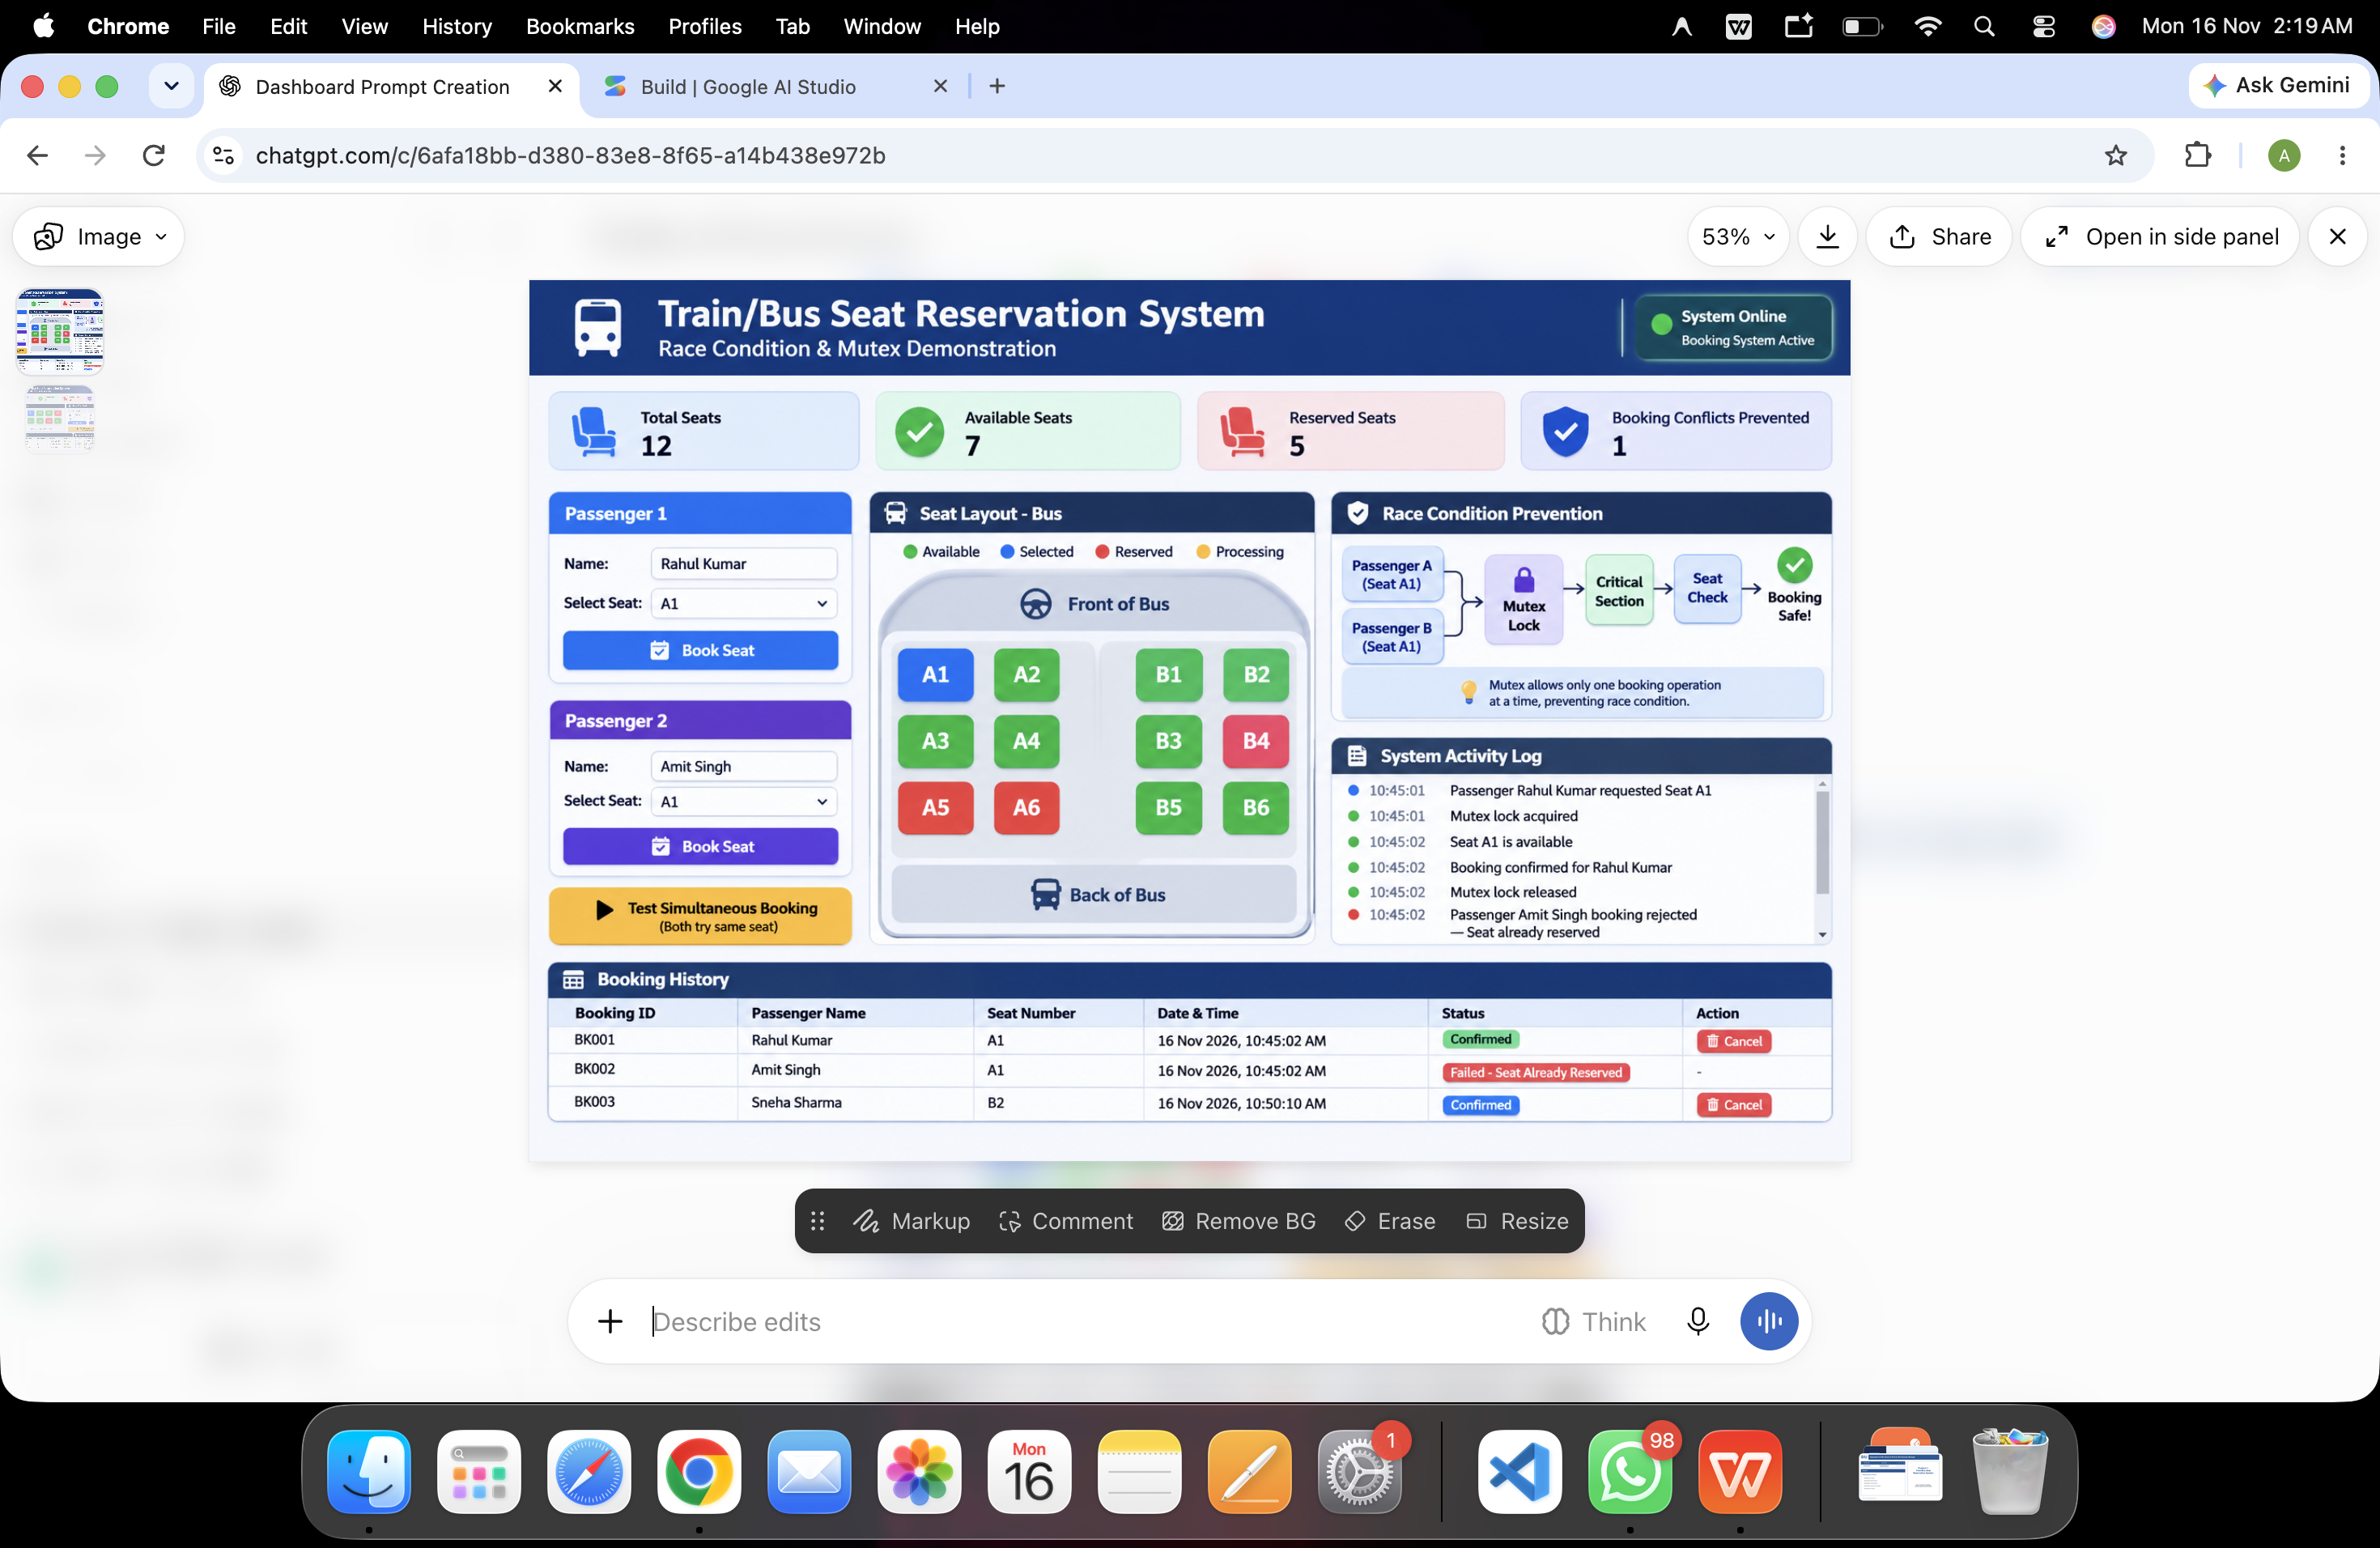 Chrome File Edit View History Bookmarks Profiles Tab Window Help
Mon 16 Nov 2:19 AM
Dashboard Prompt Creation
Build | Google AI Studio
Ask Gemini
chatgpt.com/c/6afa18bb-d380-83e8-8f65-a14b438e972b
A
Image
53%
Share
Open in side panel
Train/Bus Seat Reservation System
Race Condition & Mutex Demonstration
System Online
Booking System Active
Total Seats
12
Available Seats
7
Reserved Seats
5
Booking Conflicts Prevented
1
Passenger 1
Name: Rahul Kumar
Select Seat: A1
Book Seat
Passenger 2
Name: Amit Singh
Select Seat: A1
Book Seat
Test Simultaneous Booking
(Both try same seat)
Seat Layout - Bus
Available Selected Reserved Processing
Front of Bus
A1 A2 B1 B2
A3 A4 B3 B4
A5 A6 B5 B6
Back of Bus
Race Condition Prevention
Passenger A
(Seat A1)
Passenger B
(Seat A1)
Mutex
Lock
Critical
Section
Seat
Check
Booking
Safe!
Mutex allows only one booking operation
at a time, preventing race condition.
System Activity Log
10:45:01 Passenger Rahul Kumar requested Seat A1
10:45:01 Mutex lock acquired
10:45:02 Seat A1 is available
10:45:02 Booking confirmed for Rahul Kumar
10:45:02 Mutex lock released
10:45:02 Passenger Amit Singh booking rejected
— Seat already reserved
Booking History
Booking ID Passenger Name Seat Number Date & Time Status Action
BK001 Rahul Kumar A1 16 Nov 2026, 10:45:02 AM Confirmed Cancel
BK002 Amit Singh A1 16 Nov 2026, 10:45:02 AM Failed - Seat Already Reserved -
BK003 Sneha Sharma B2 16 Nov 2026, 10:50:10 AM Confirmed Cancel
Markup Comment Remove BG Erase Resize
Describe edits
Think
Mon
16
1
98